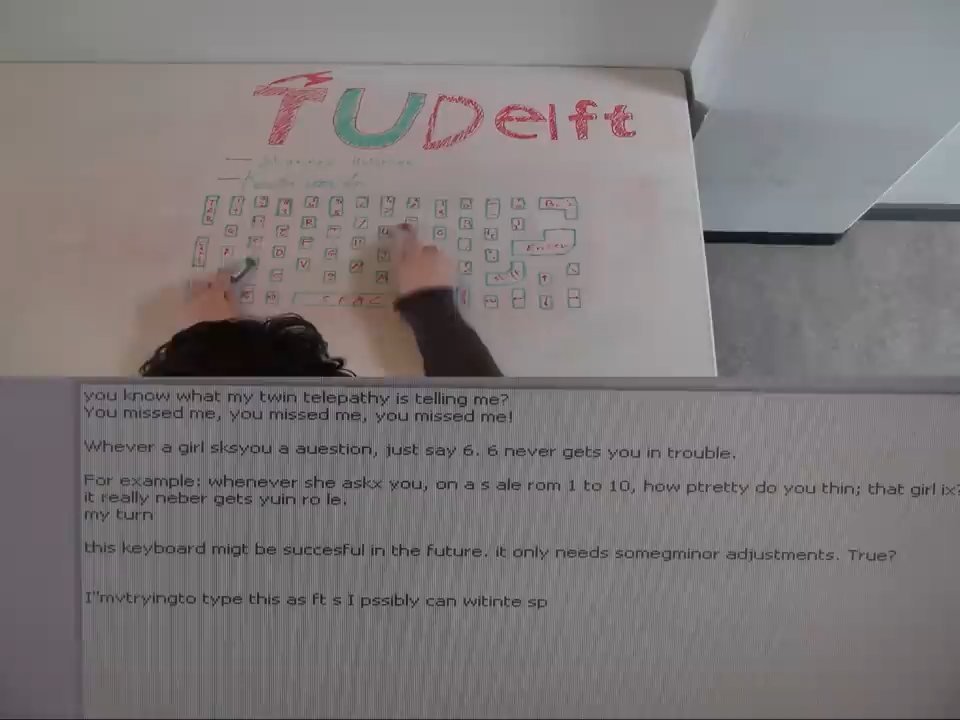 TU Delft
Enter
SPAC
you know what my twin telepathy is telling me?
You missed me, you missed me, you missed me!
Whever a girl sksyou a auestion, just say 6. 6 never gets you in trouble.
For example: whenever she askx you, on a s ale rom 1 to 10, how ptretty do you thin; that girl ix?
it really neber gets yuin ro le.
my turn
this keyboard migt be succesful in the future. it only needs somegminor adjustments. True?
I"mvtryingto type this as ft s I pssibly can witinte sp